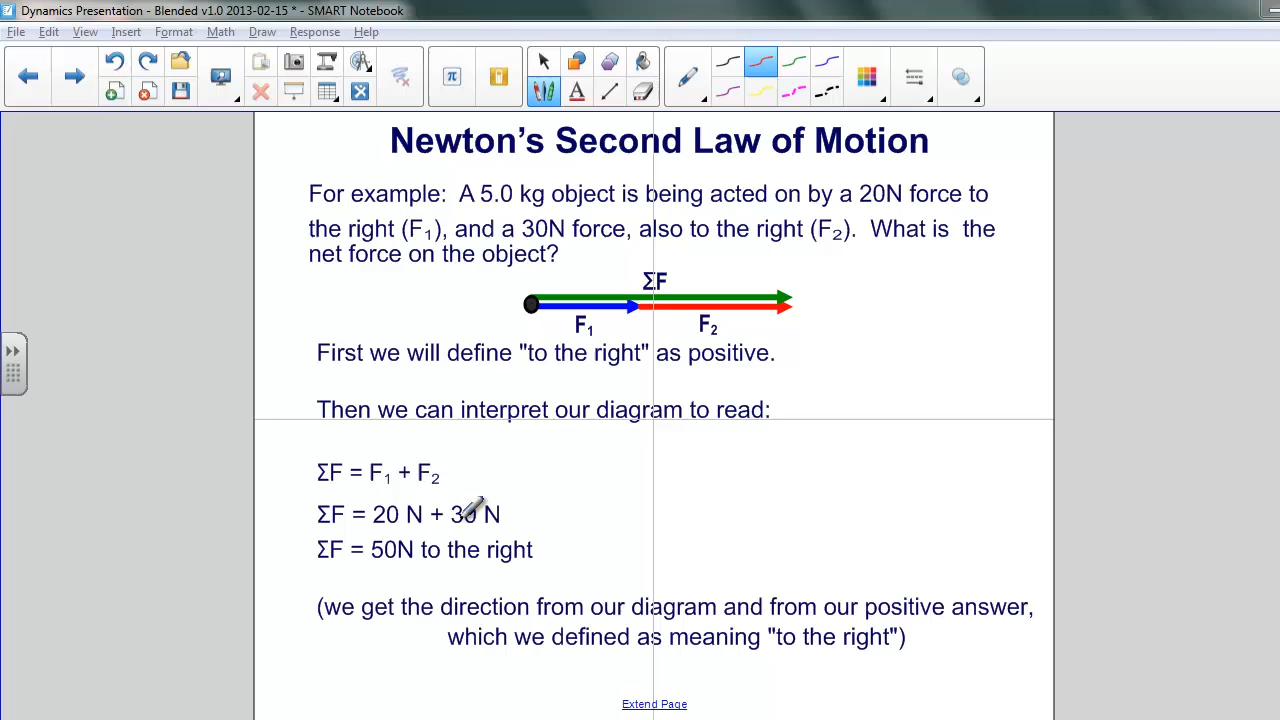 Dynamics Presentation - Blended v1.0 2013-02-15 * - SMART Notebook
File Edit View Insert Format Math Draw Response Help
π
A
Newton's Second Law of Motion
For example: A 5.0 kg object is being acted on by a 20N force to
the right (F₁), and a 30N force, also to the right (F₂). What is the
net force on the object?
ΣF
F₁ F₂
First we will define "to the right" as positive.
Then we can interpret our diagram to read:
ΣF = F₁ + F₂
ΣF = 20 N + 30 N
ΣF = 50N to the right
(we get the direction from our diagram and from our positive answer,
which we defined as meaning "to the right")
Extend Page